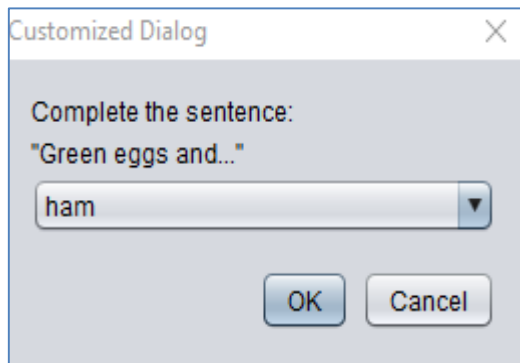 Customized Dialog
Complete the sentence:
"Green eggs and..."
ham
OK Cancel